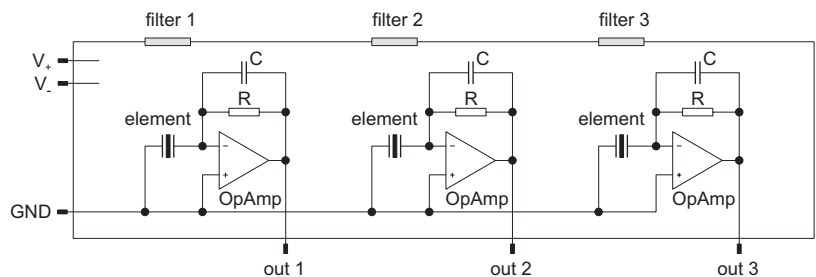 filter 1 filter 2 filter 3
V+
V-
C C C
R R R
element element element
− − −
+ + +
OpAmp OpAmp OpAmp
GND
out 1 out 2 out 3